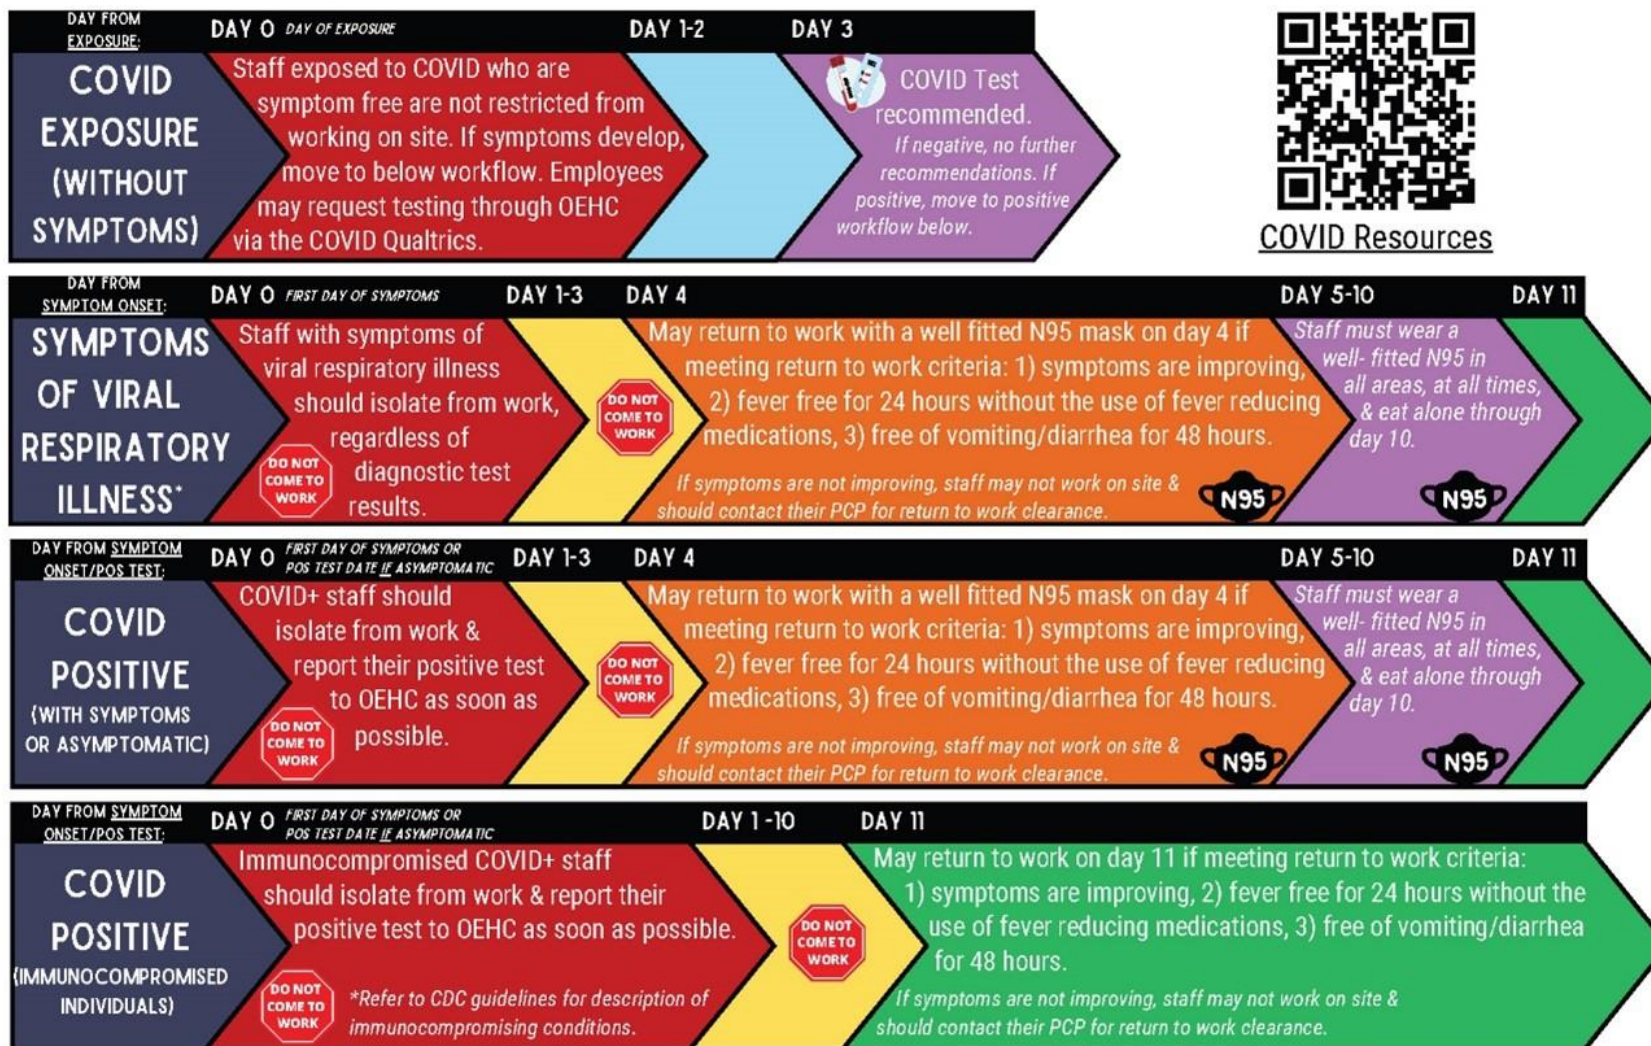 DAY FROM
EXPOSURE:
DAY 0 DAY OF EXPOSURE
DAY 1-2
DAY 3
COVID
EXPOSURE
(WITHOUT
SYMPTOMS)
Staff exposed to COVID who are
symptom free are not restricted from
working on site. If symptoms develop,
move to below workflow. Employees
may request testing through OEHC
via the COVID Qualtrics.
COVID Test
recommended.
If negative, no further
recommendations. If
positive, move to positive
workflow below.
COVID Resources
DAY FROM
SYMPTOM ONSET:
DAY 0 FIRST DAY OF SYMPTOMS
DAY 1-3
DAY 4
DAY 5-10
DAY 11
SYMPTOMS
OF VIRAL
RESPIRATORY
ILLNESS*
Staff with symptoms of
viral respiratory illness
should isolate from work,
regardless of
diagnostic test
results.
DO NOT
COME TO
WORK
DO NOT
COME TO
WORK
May return to work with a well fitted N95 mask on day 4 if
meeting return to work criteria: 1) symptoms are improving,
2) fever free for 24 hours without the use of fever reducing
medications, 3) free of vomiting/diarrhea for 48 hours.
If symptoms are not improving, staff may not work on site &
should contact their PCP for return to work clearance.
N95
Staff must wear a
well- fitted N95 in
all areas, at all times,
& eat alone through
day 10.
N95
DAY FROM SYMPTOM
ONSET/POS TEST:
DAY 0 FIRST DAY OF SYMPTOMS OR
POS TEST DATE IF ASYMPTOMATIC
DAY 1-3
DAY 4
DAY 5-10
DAY 11
COVID
POSITIVE
(WITH SYMPTOMS
OR ASYMPTOMATIC)
COVID+ staff should
isolate from work &
report their positive test
to OEHC as soon as
possible.
DO NOT
COME TO
WORK
DO NOT
COME TO
WORK
May return to work with a well fitted N95 mask on day 4 if
meeting return to work criteria: 1) symptoms are improving,
2) fever free for 24 hours without the use of fever reducing
medications, 3) free of vomiting/diarrhea for 48 hours.
If symptoms are not improving, staff may not work on site &
should contact their PCP for return to work clearance.
N95
Staff must wear a
well- fitted N95 in
all areas, at all times,
& eat alone through
day 10.
N95
DAY FROM SYMPTOM
ONSET/POS TEST:
DAY 0 FIRST DAY OF SYMPTOMS OR
POS TEST DATE IF ASYMPTOMATIC
DAY 1 -10
DAY 11
COVID
POSITIVE
(IMMUNOCOMPROMISED
INDIVIDUALS)
Immunocompromised COVID+ staff
should isolate from work & report their
positive test to OEHC as soon as possible.
DO NOT
COME TO
WORK
*Refer to CDC guidelines for description of
immunocompromising conditions.
DO NOT
COME TO
WORK
May return to work on day 11 if meeting return to work criteria:
1) symptoms are improving, 2) fever free for 24 hours without the
use of fever reducing medications, 3) free of vomiting/diarrhea
for 48 hours.
If symptoms are not improving, staff may not work on site &
should contact their PCP for return to work clearance.